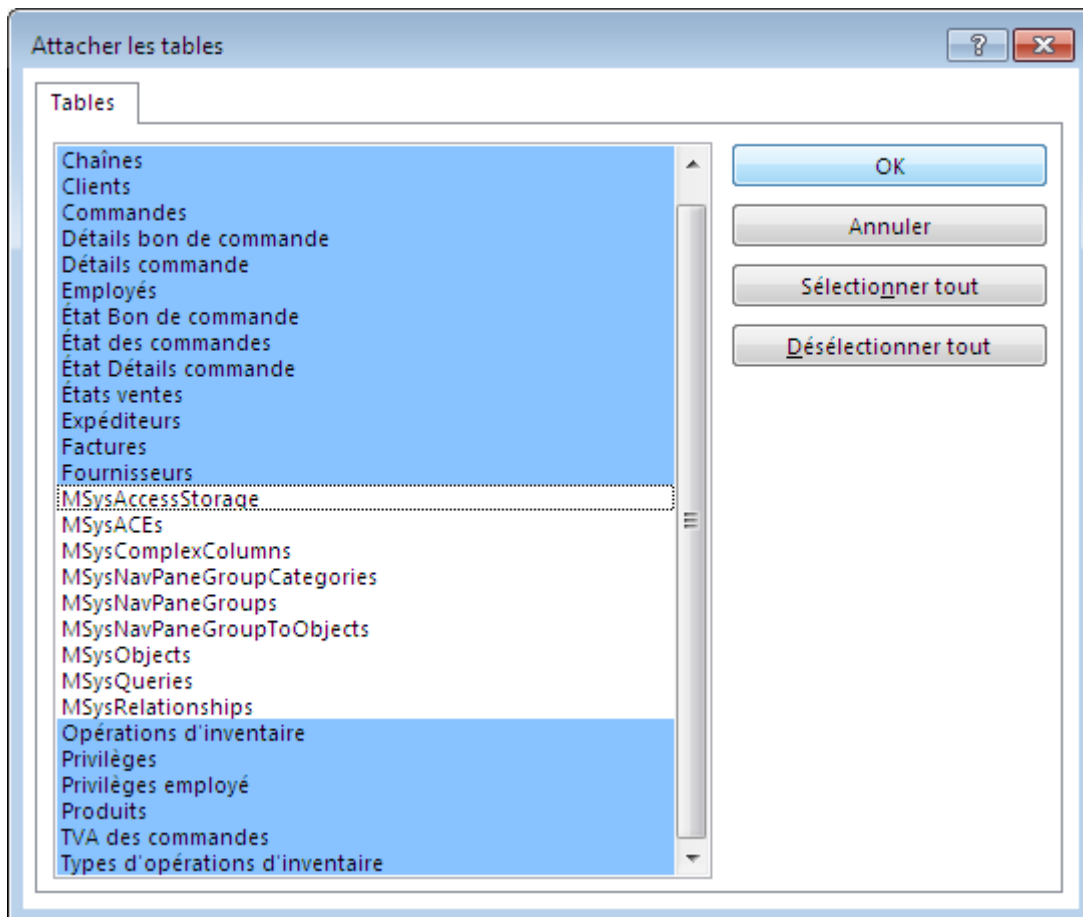 Attacher les tables
?
Tables
Chaînes
Clients
Commandes
Détails bon de commande
Détails commande
Employés
État Bon de commande
État des commandes
État Détails commande
États ventes
Expéditeurs
Factures
Fournisseurs
MSysAccessStorage
MSysACEs
MSysComplexColumns
MSysNavPaneGroupCategories
MSysNavPaneGroups
MSysNavPaneGroupToObjects
MSysObjects
MSysQueries
MSysRelationships
Opérations d'inventaire
Privilèges
Privilèges employé
Produits
TVA des commandes
Types d'opérations d'inventaire
OK
Annuler
Sélectionner tout
Désélectionner tout